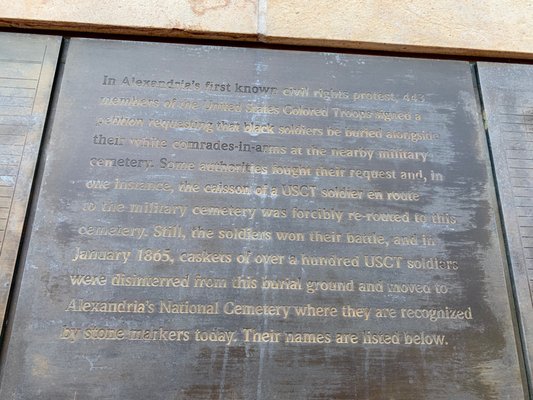 In Alexandria's first known civil rights protest, 443
members of the United States Colored Troops signed a
petition requesting that black soldiers be buried alongside
their white comrades-in-arms at the nearby military
cemetery. Some authorities fought their request and, in
one instance, the caisson of a USCT soldier en route
to the military cemetery was forcibly re-routed to this
cemetery. Still, the soldiers won their battle, and in
January 1865, caskets of over a hundred USCT soldiers
were disinterred from this burial ground and moved to
Alexandria's National Cemetery where they are recognized
by stone markers today. Their names are listed below.